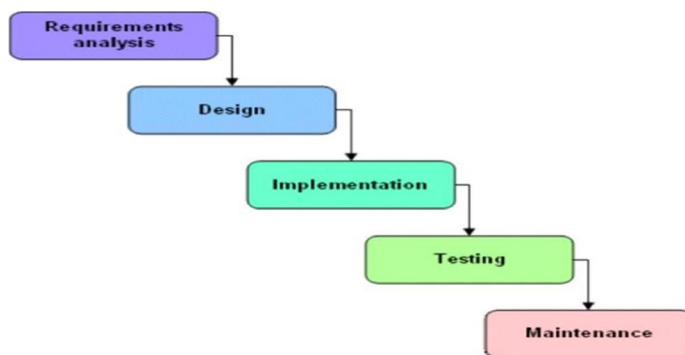 Requirements
analysis
Design
Implementation
Testing
Maintenance